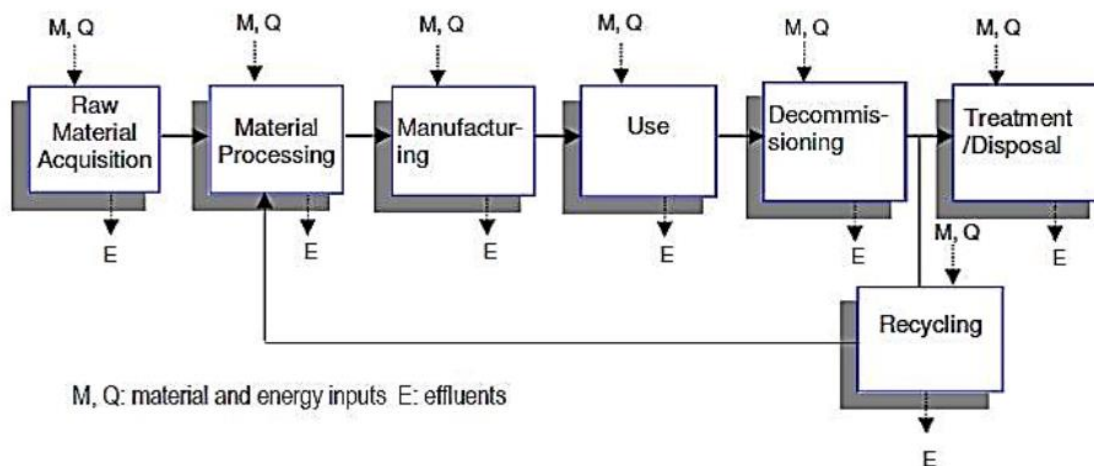 M, Q
M, Q
M, Q
M, Q
M, Q
M, Q
Raw
Material
Acquisition
Material
Processing
Manufactur-
ing
Use
Decommis-
sioning
Treatment
/Disposal
E
E
E
E
E
E
M, Q
Recycling
M, Q: material and energy inputs E: effluents
E